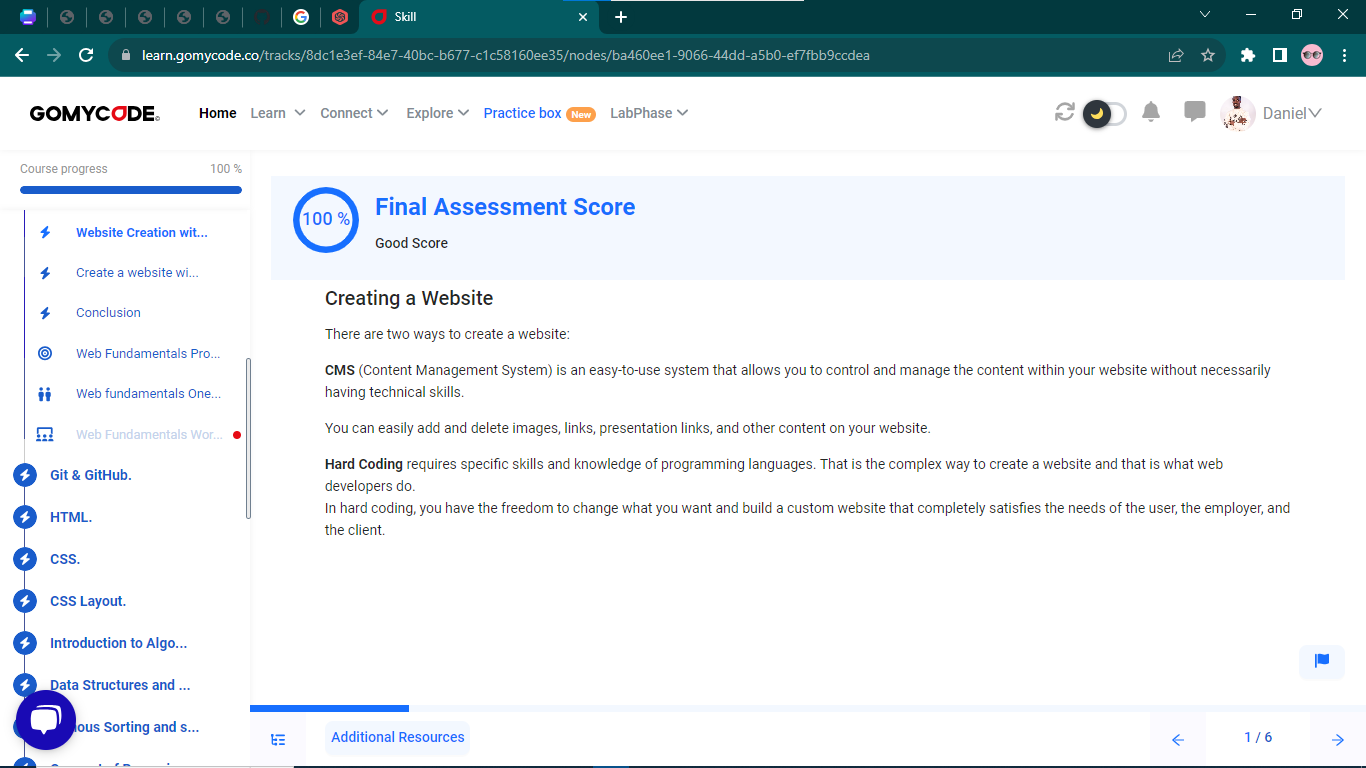 Skill
learn.gomycode.co/tracks/8dc1e3ef-84e7-40bc-b677-c1c58160ee35/nodes/ba460ee1-9066-44dd-a5b0-ef7fbb9ccdea
GOMYCODE
Home Learn Connect Explore Practice box New LabPhase Daniel
Course progress 100 %
Website Creation wit...
Create a website wi...
Conclusion
Web Fundamentals Pro...
Web fundamentals One...
Web Fundamentals Wor...
Git & GitHub.
HTML.
CSS.
CSS Layout.
Introduction to Algo...
Data Structures and ...
Sorting and s...
100 %
Final Assessment Score
Good Score
Creating a Website
There are two ways to create a website:
CMS (Content Management System) is an easy-to-use system that allows you to control and manage the content within your website without necessarily
having technical skills.
You can easily add and delete images, links, presentation links, and other content on your website.
Hard Coding requires specific skills and knowledge of programming languages. That is the complex way to create a website and that is what web
developers do.
In hard coding, you have the freedom to change what you want and build a custom website that completely satisfies the needs of the user, the employer, and
the client.
Additional Resources
1 / 6